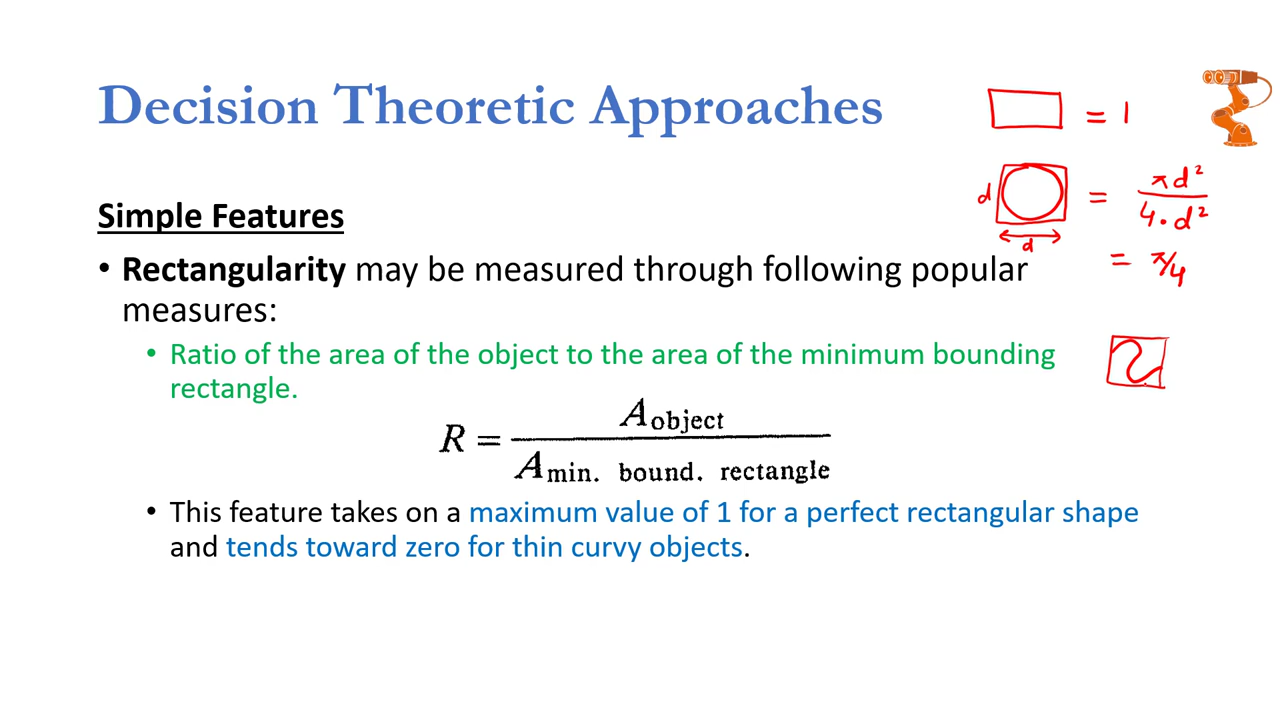 Decision Theoretic Approaches
= 1
d = πd²
4·d²
d
= π/4
Simple Features
• Rectangularity may be measured through following popular
measures:
• Ratio of the area of the object to the area of the minimum bounding
rectangle.
R = A object
A min. bound. rectangle
• This feature takes on a maximum value of 1 for a perfect rectangular shape
and tends toward zero for thin curvy objects.